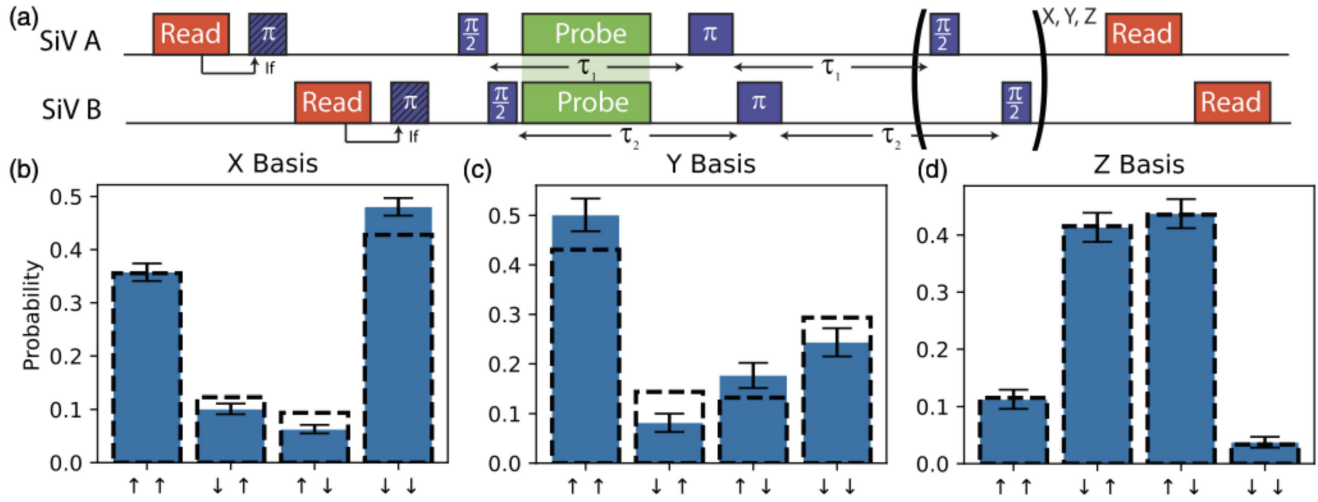 (a)
X, Y, Z
SiV A Read π π/2 Probe π π/2 Read
If τ₁ τ₁
SiV B Read π π/2 Probe π π/2 Read
If τ₂ τ₂
(b) X Basis (c) Y Basis (d) Z Basis
Probability
0.5
0.4
0.3
0.2
0.1
0.0
↑ ↑ ↓ ↑ ↑ ↓ ↓ ↓
0.5
0.4
0.3
0.2
0.1
0.0
↑ ↑ ↓ ↑ ↑ ↓ ↓ ↓
0.4
0.3
0.2
0.1
0.0
↑ ↑ ↓ ↑ ↑ ↓ ↓ ↓